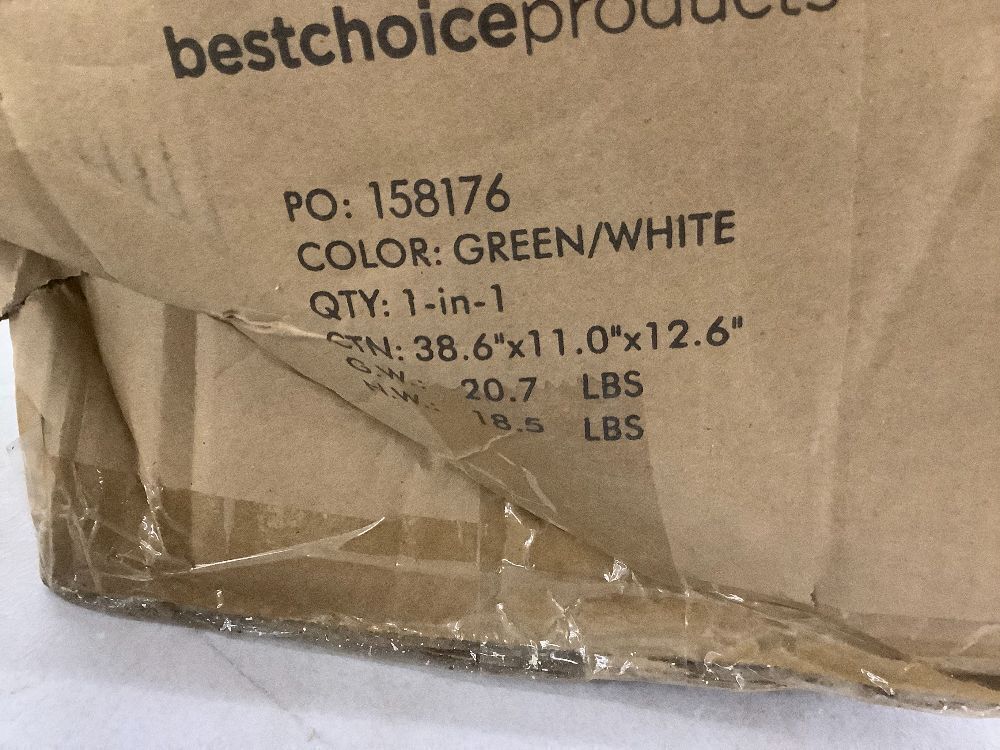 bestchoiceproducts
PO: 158176
COLOR: GREEN/WHITE
QTY: 1-in-1
CTN: 38.6"x11.0"x12.6"
G.W.: 20.7 LBS
H.W.: 18.5 LBS